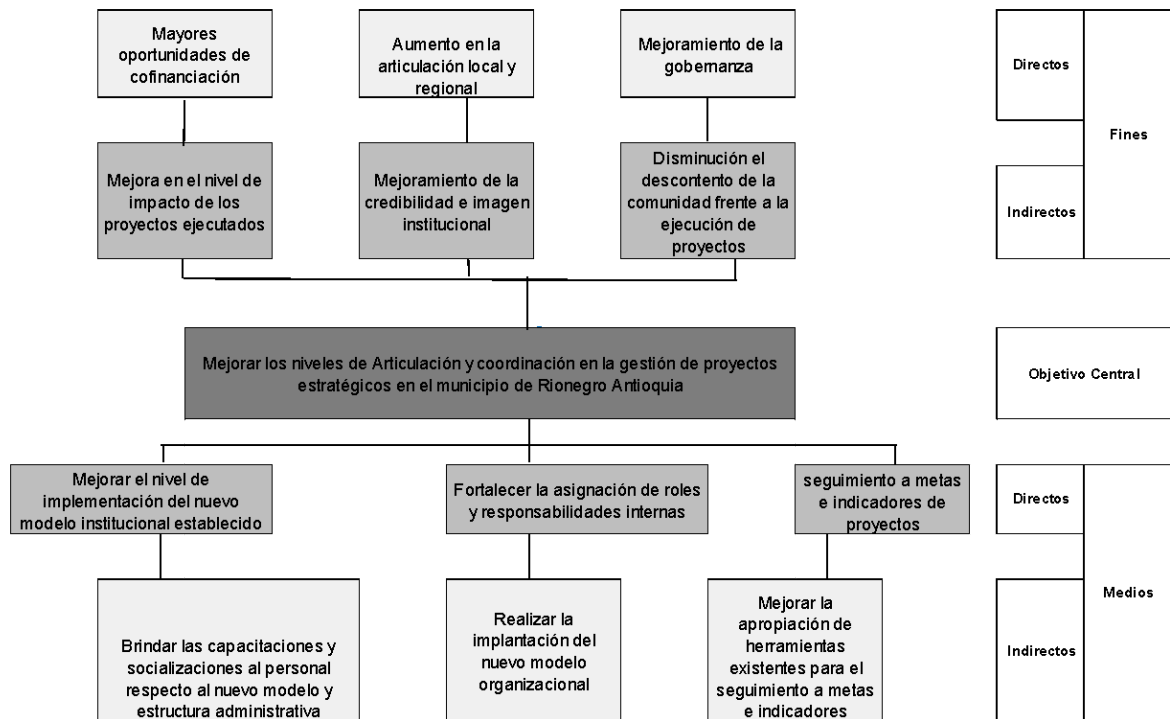 Mayores
oportunidades de
cofinanciación
Aumento en la
articulación local y
regional
Mejoramiento de la
gobernanza
Directos
Fines
Mejora en el nivel de
impacto de los
proyectos ejecutados
Mejoramiento de la
credibilidad e imagen
institucional
Disminución el
descontento de la
comunidad frente a la
ejecución de
proyectos
Indirectos
Mejorar los niveles de Articulación y coordinación en la gestión de proyectos
estratégicos en el municipio de Rionegro Antioquia
Objetivo Central
Mejorar el nivel de
implementación del nuevo
modelo institucional establecido
Fortalecer la asignación de roles
y responsabilidades internas
seguimiento a metas
e indicadores de
proyectos
Directos
Medios
Brindar las capacitaciones y
socializaciones al personal
respecto al nuevo modelo y
estructura administrativa
Realizar la
implantación del
nuevo modelo
organizacional
Mejorar la
apropiación de
herramientas
existentes para el
seguimiento a metas
e indicadores
Indirectos